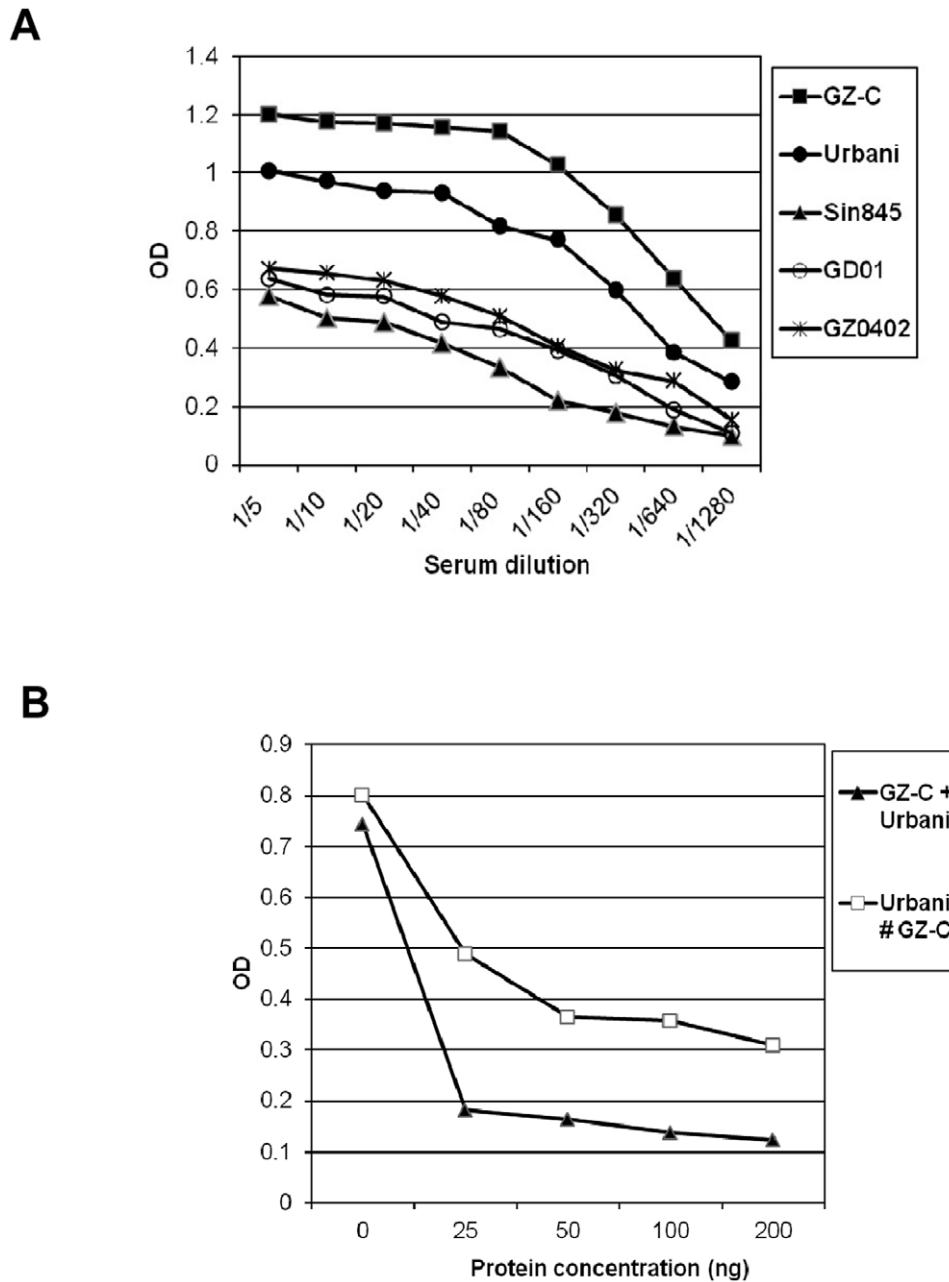 A
1.4
1.2
1
0.8
0.6
0.4
0.2
0
OD
1/5
1/10
1/20
1/40
1/80
1/160
1/320
1/640
1/1280
Serum dilution
GZ-C
Urbani
Sin845
GD01
GZ0402
B
0.9
0.8
0.7
0.6
0.5
0.4
0.3
0.2
0.1
0
OD
0
25
50
100
200
Protein concentration (ng)
GZ-C +
Urbani
Urbani
# GZ-C